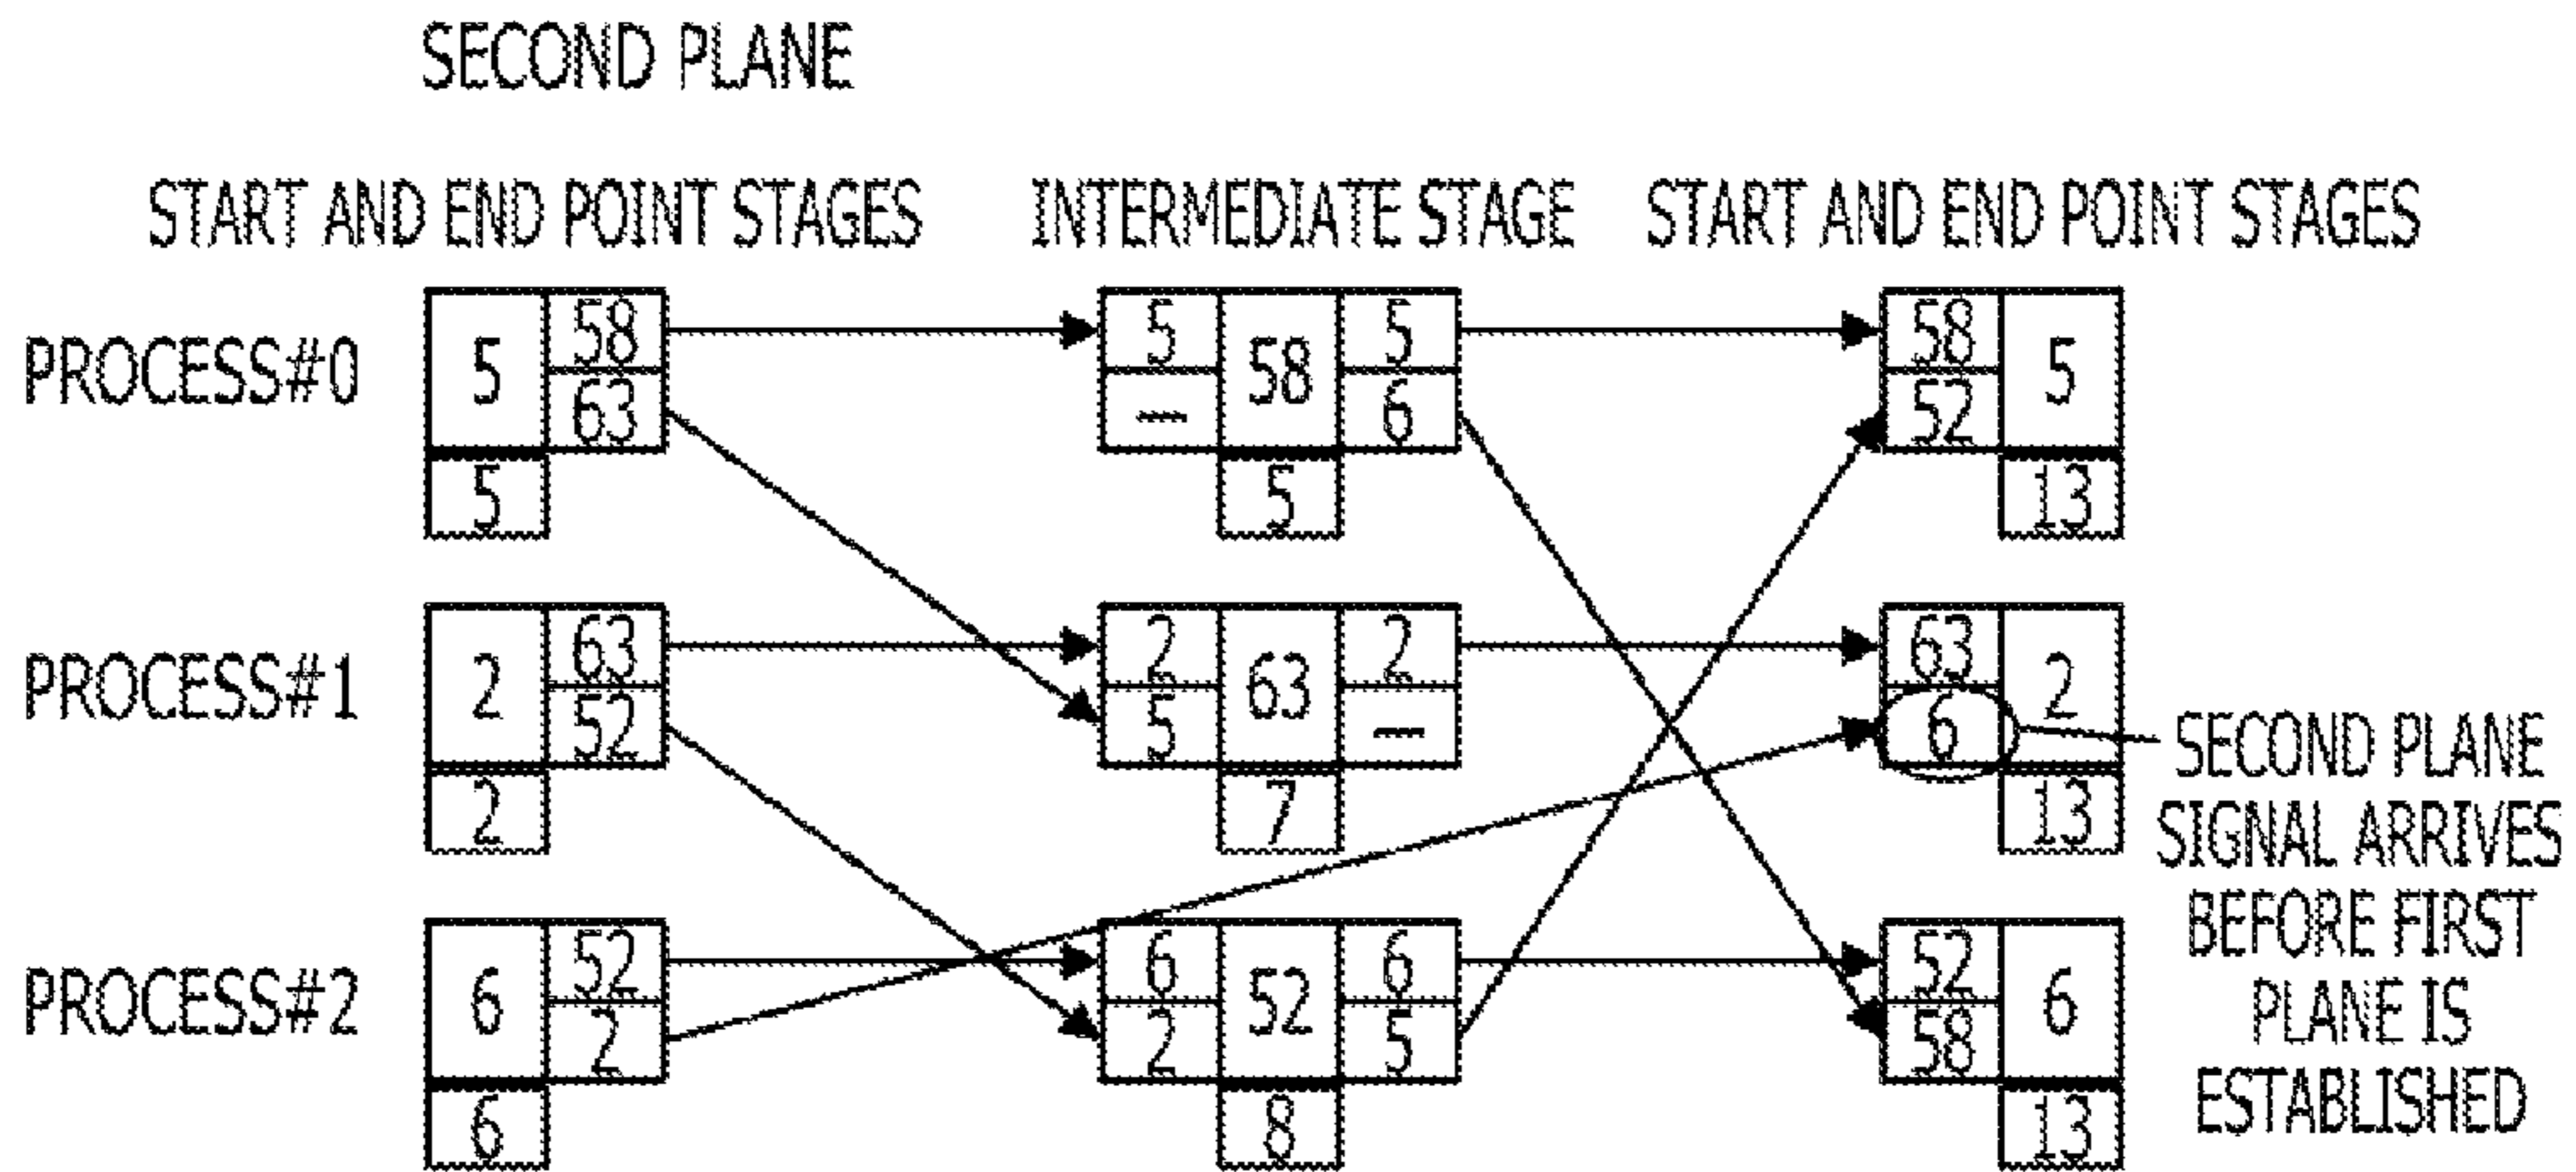 SECOND PLANE
START AND END POINT STAGES INTERMEDIATE STAGE START AND END POINT STAGES
PROCESS#0
5 58 63 5
5 — 58 5 6 5
58 52 5 13
PROCESS#1
2 63 52 2
2 5 63 2 — 7
63 6 2 13
SECOND PLANE
SIGNAL ARRIVES
BEFORE FIRST
PLANE IS
ESTABLISHED
PROCESS#2
6 52 2 6
6 2 52 6 5 8
52 58 6 13